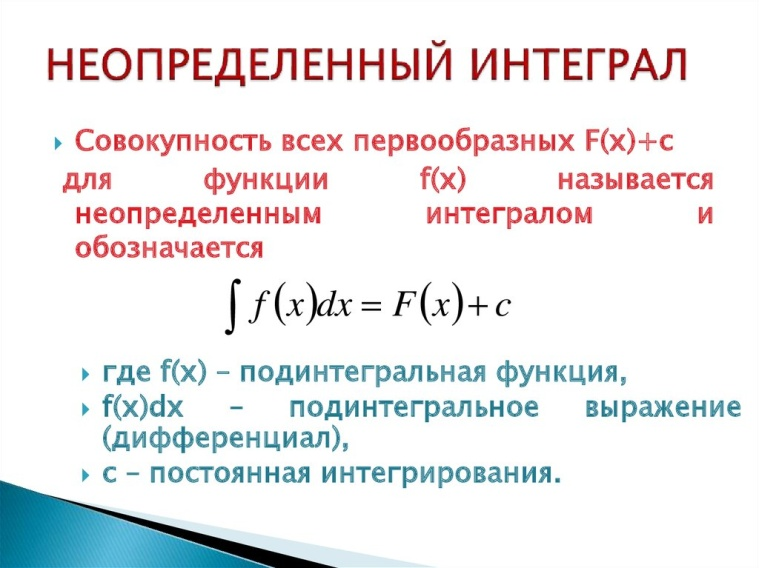 НЕОПРЕДЕЛЕННЫЙ ИНТЕГРАЛ
Совокупность всех первообразных F(x)+c
для функции f(x) называется
неопределенным интегралом и
обозначается
∫ f(x)dx = F(x) + c
где f(x) – подинтегральная функция,
f(x)dx – подинтегральное выражение
(дифференциал),
c – постоянная интегрирования.